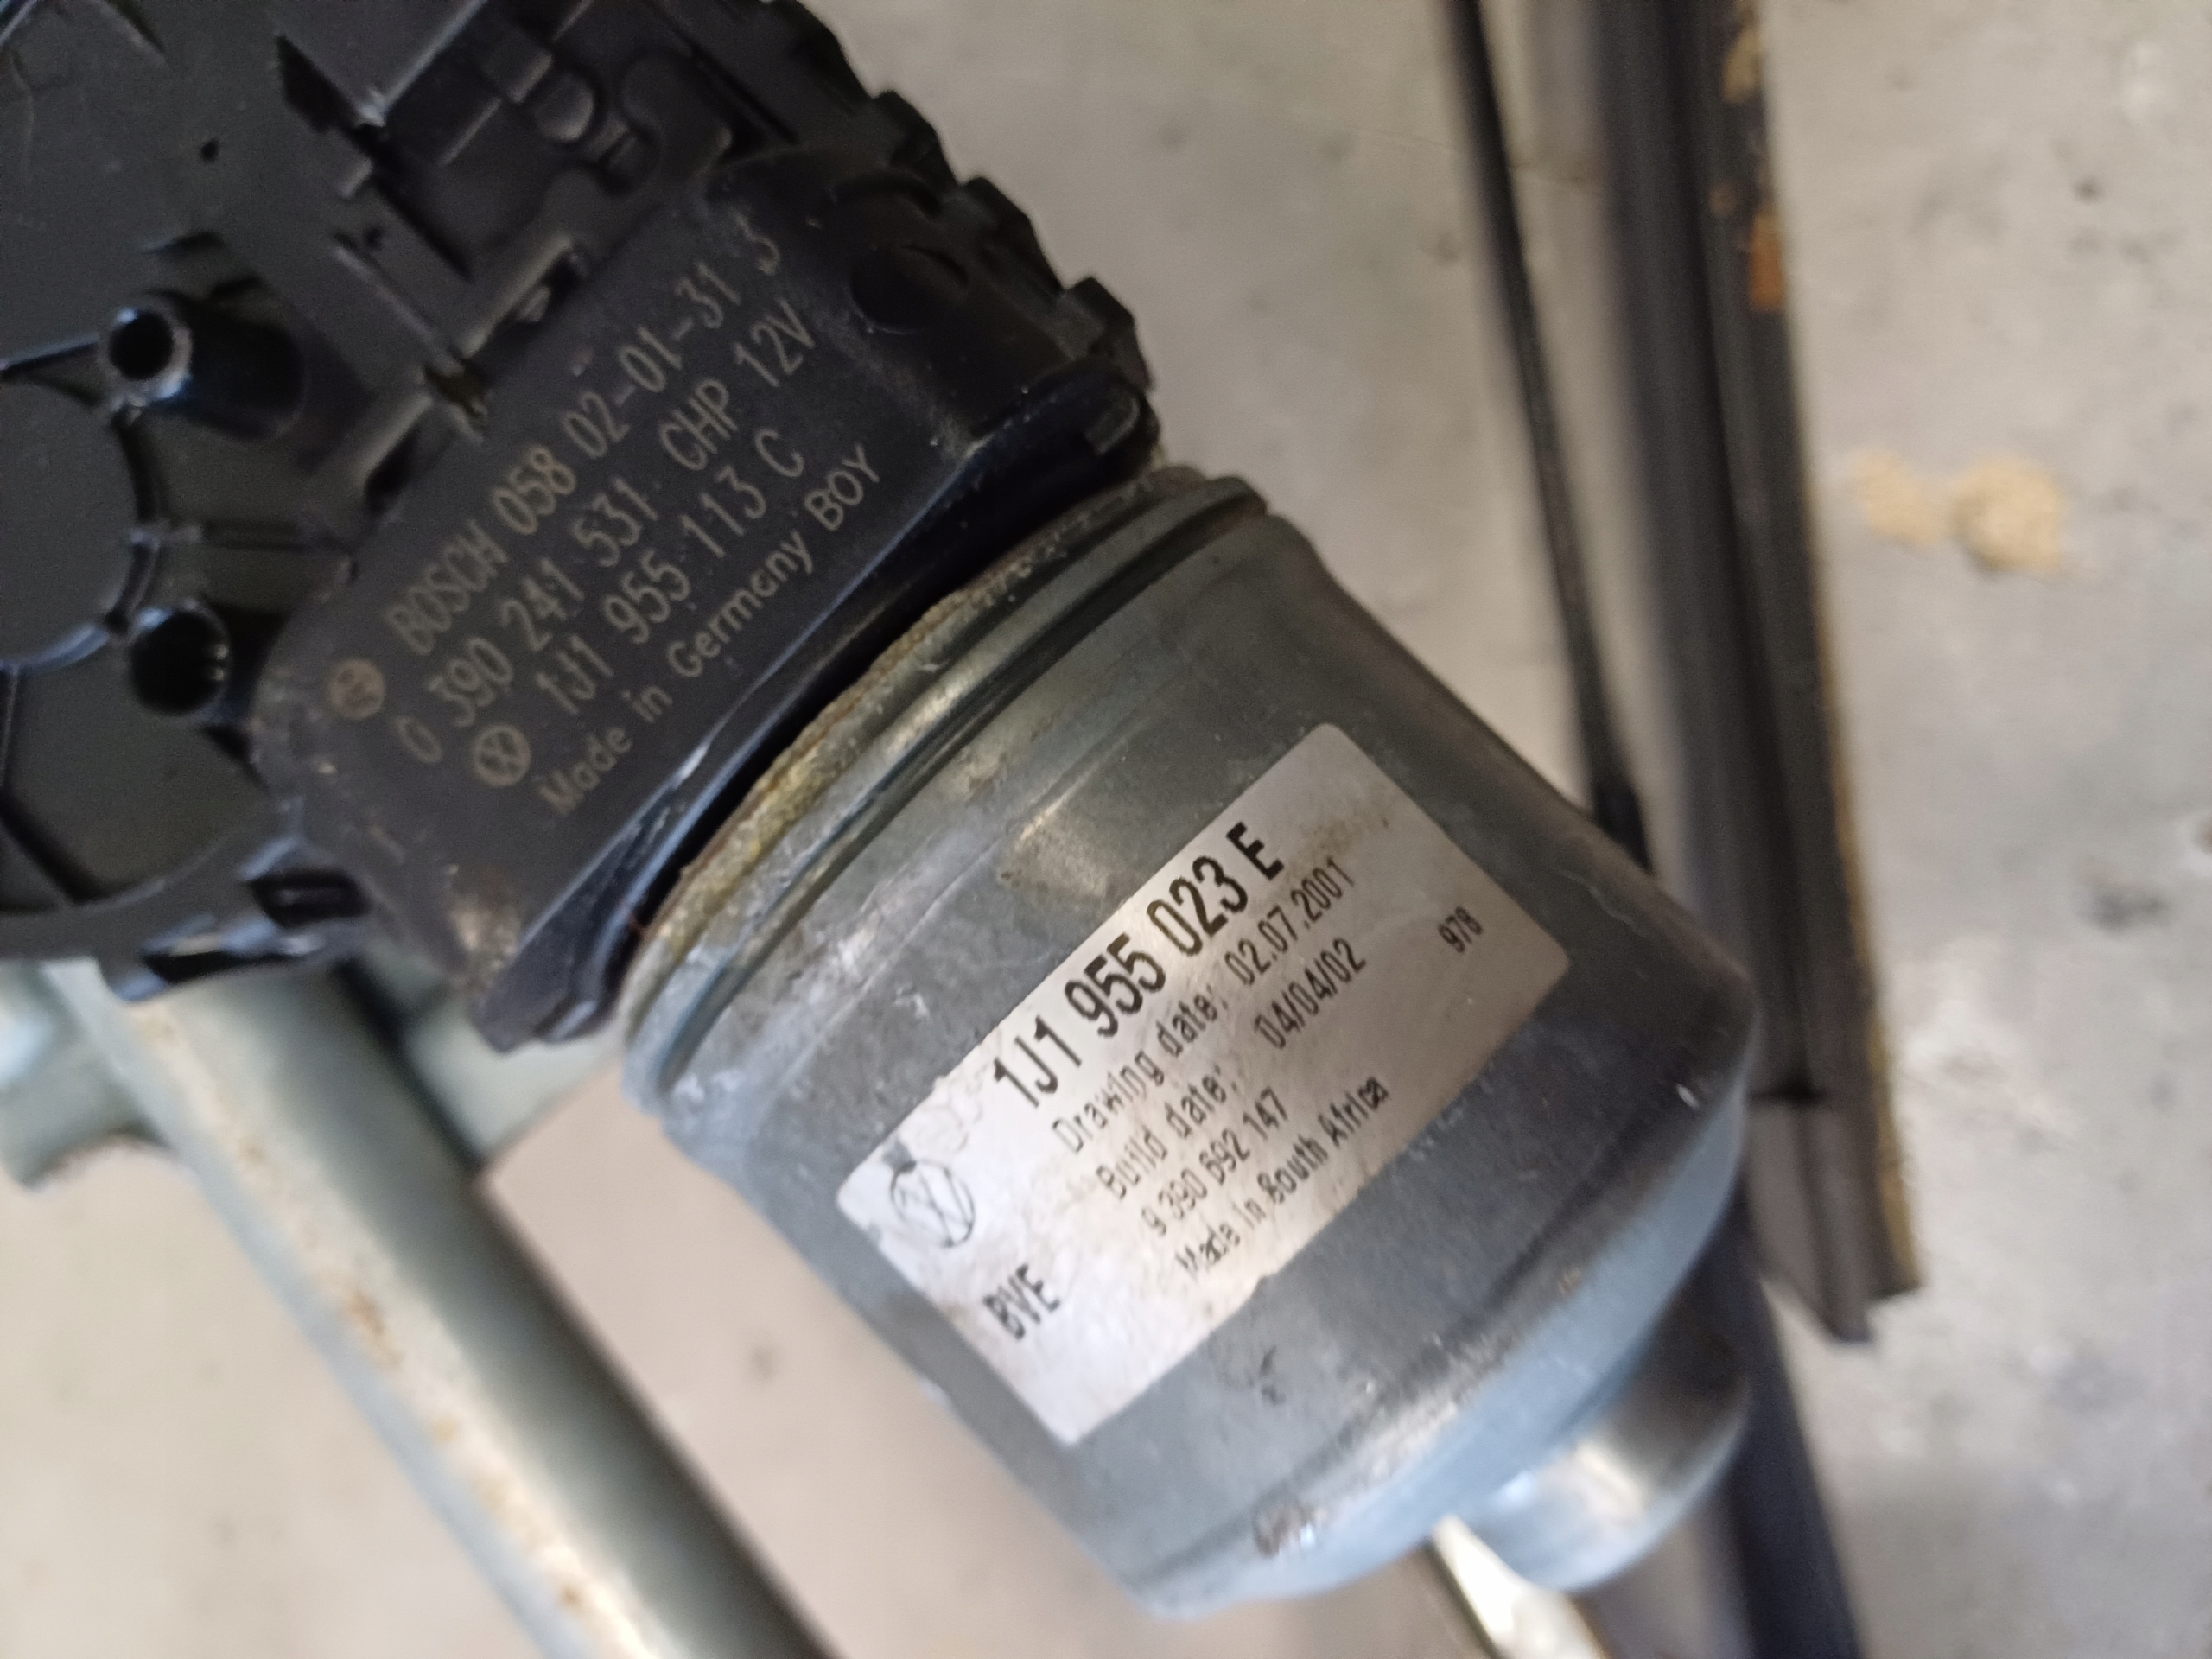 BOSCH 058 02-01-31 3
0 390 241 531 CHP 12V
1J1 955 113 C
Made in Germany BOY
1J1 955 023 E
Drawing date: 02.07.2001
Build date: 04/04/02 978
9 390 692 147
Made in South Africa
BVE